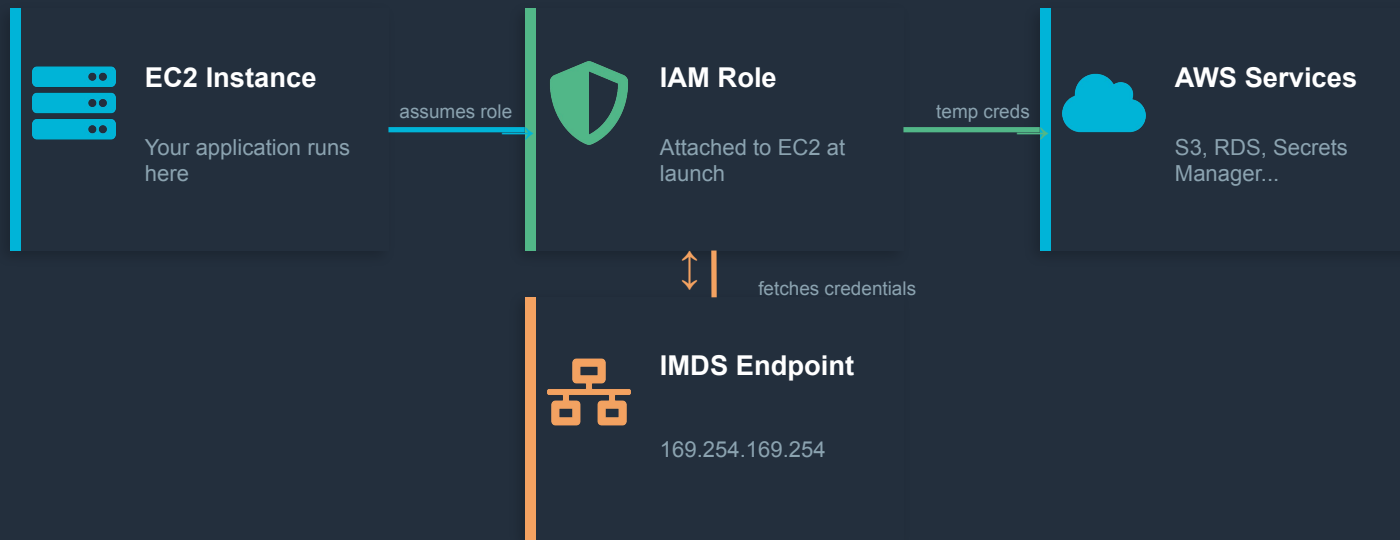 EC2 Instance
Your application runs
here
assumes role
IAM Role
Attached to EC2 at
launch
temp creds
AWS Services
S3, RDS, Secrets
Manager...
fetches credentials
IMDS Endpoint
169.254.169.254